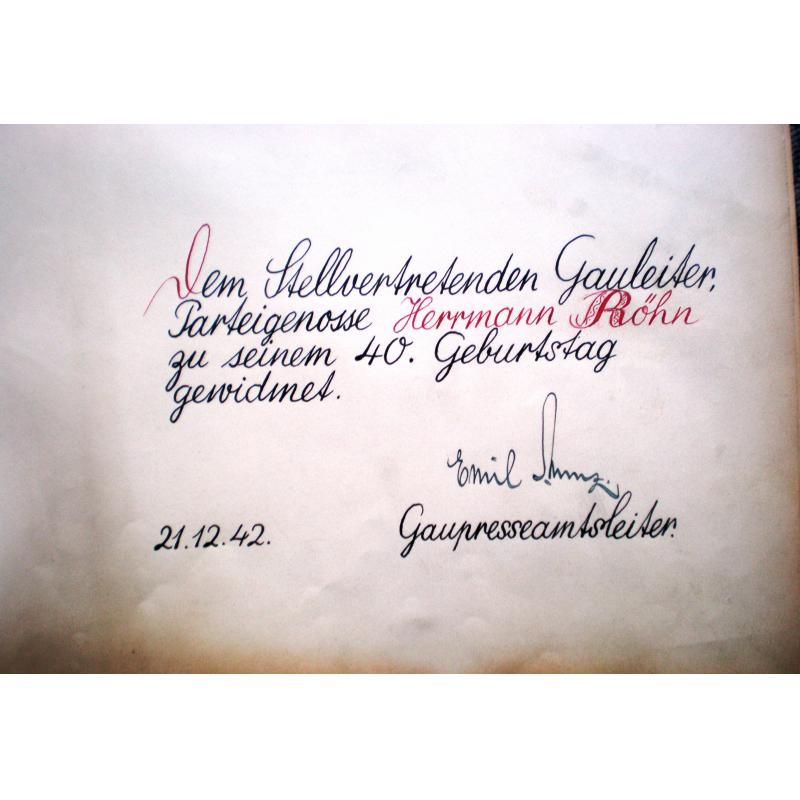 Dem Stellvertretenden Gauleiter,
Parteigenosse Herrmann Röhn
zu seinem 40. Geburtstag
gewidmet.
Emil
21.12.42. Gaupresseamtsleiter.